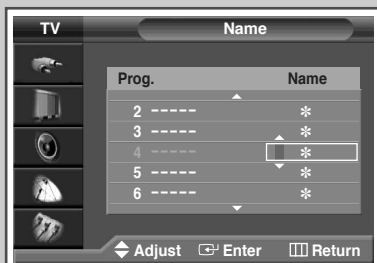 TV Name
Prog. Name
2 ----- ✻
3 ----- ✻
4 ----- ✻
5 ----- ✻
6 ----- ✻
Adjust Enter Return